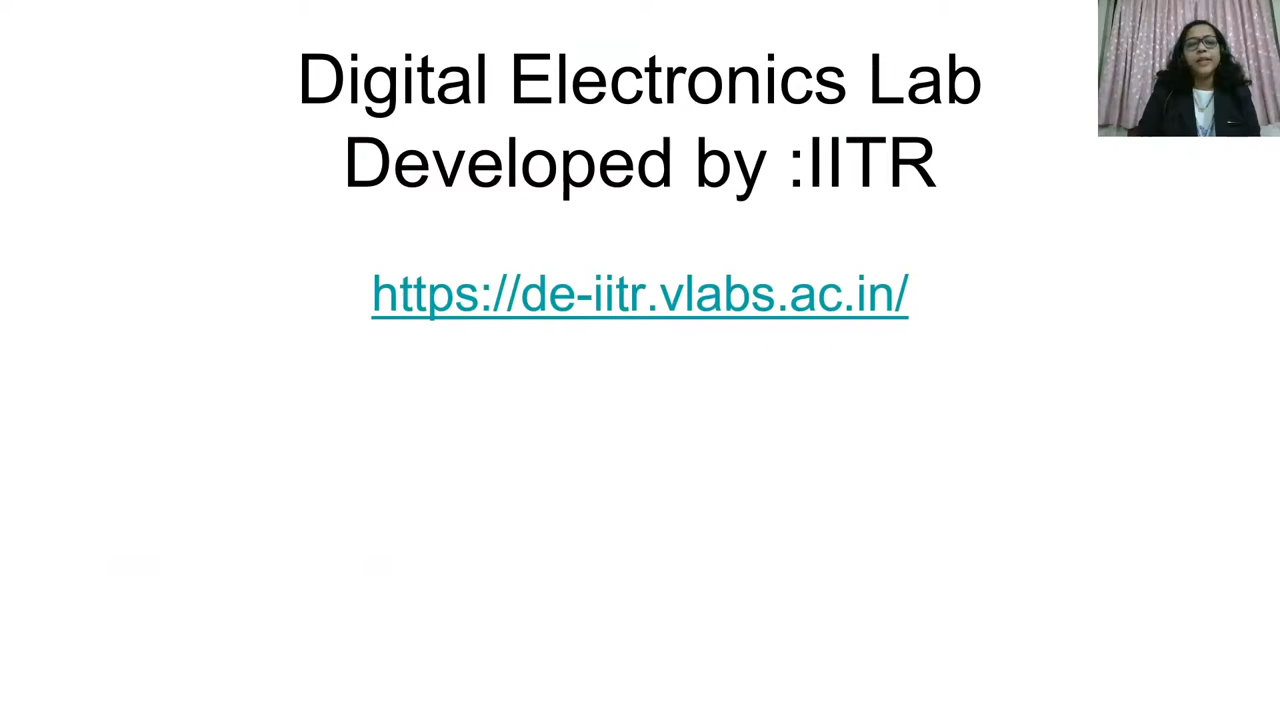 Digital Electronics Lab
Developed by :IITR
https://de-iitr.vlabs.ac.in/